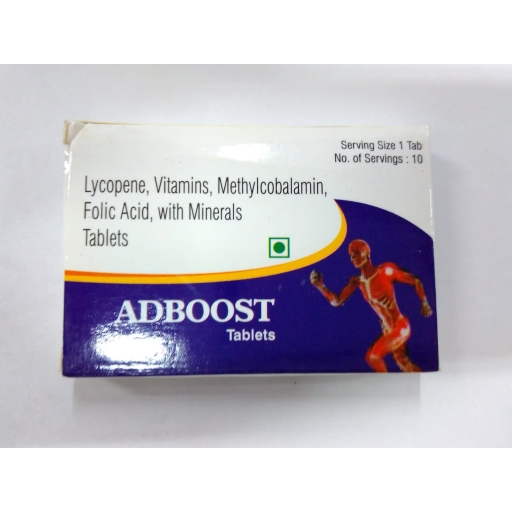 Serving Size 1 Tab
No. of Servings : 10
Lycopene, Vitamins, Methylcobalamin,
Folic Acid, with Minerals
Tablets
ADBOOST
Tablets